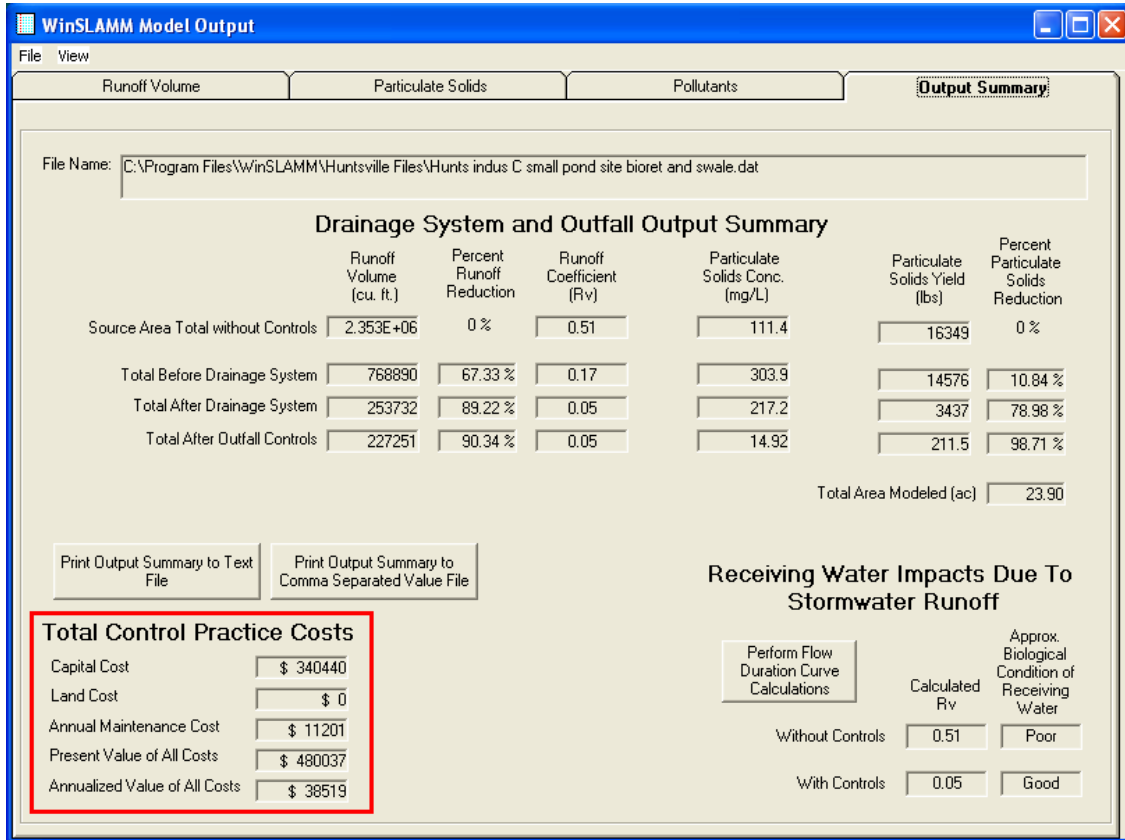 WinSLAMM Model Output
File View
Runoff Volume
Particulate Solids
Pollutants
Output Summary
File Name: C:\Program Files\WinSLAMM\Huntsville Files\Hunts indus C small pond site bioret and swale.dat
Drainage System and Outfall Output Summary
Runoff Volume (cu. ft.)
Percent Runoff Reduction
Runoff Coefficient (Rv)
Particulate Solids Conc. (mg/L)
Particulate Solids Yield (lbs)
Percent Particulate Solids Reduction
Source Area Total without Controls 2.353E+06 0 % 0.51 111.4 16349 0 %
Total Before Drainage System 768890 67.33 % 0.17 303.9 14576 10.84 %
Total After Drainage System 253732 89.22 % 0.05 217.2 3437 78.98 %
Total After Outfall Controls 227251 90.34 % 0.05 14.92 211.5 98.71 %
Total Area Modeled (ac) 23.90
Print Output Summary to Text File
Print Output Summary to Comma Separated Value File
Total Control Practice Costs
Capital Cost $ 340440
Land Cost $ 0
Annual Maintenance Cost $ 11201
Present Value of All Costs $ 480037
Annualized Value of All Costs $ 38519
Receiving Water Impacts Due To Stormwater Runoff
Perform Flow Duration Curve Calculations
Calculated Rv
Approx. Biological Condition of Receiving Water
Without Controls 0.51 Poor
With Controls 0.05 Good